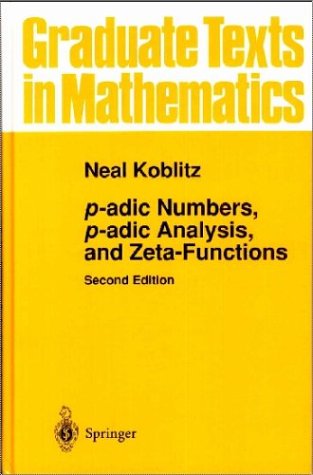 Graduate Texts
in Mathematics
Neal Koblitz
p-adic Numbers,
p-adic Analysis,
and Zeta-Functions
Second Edition
Springer